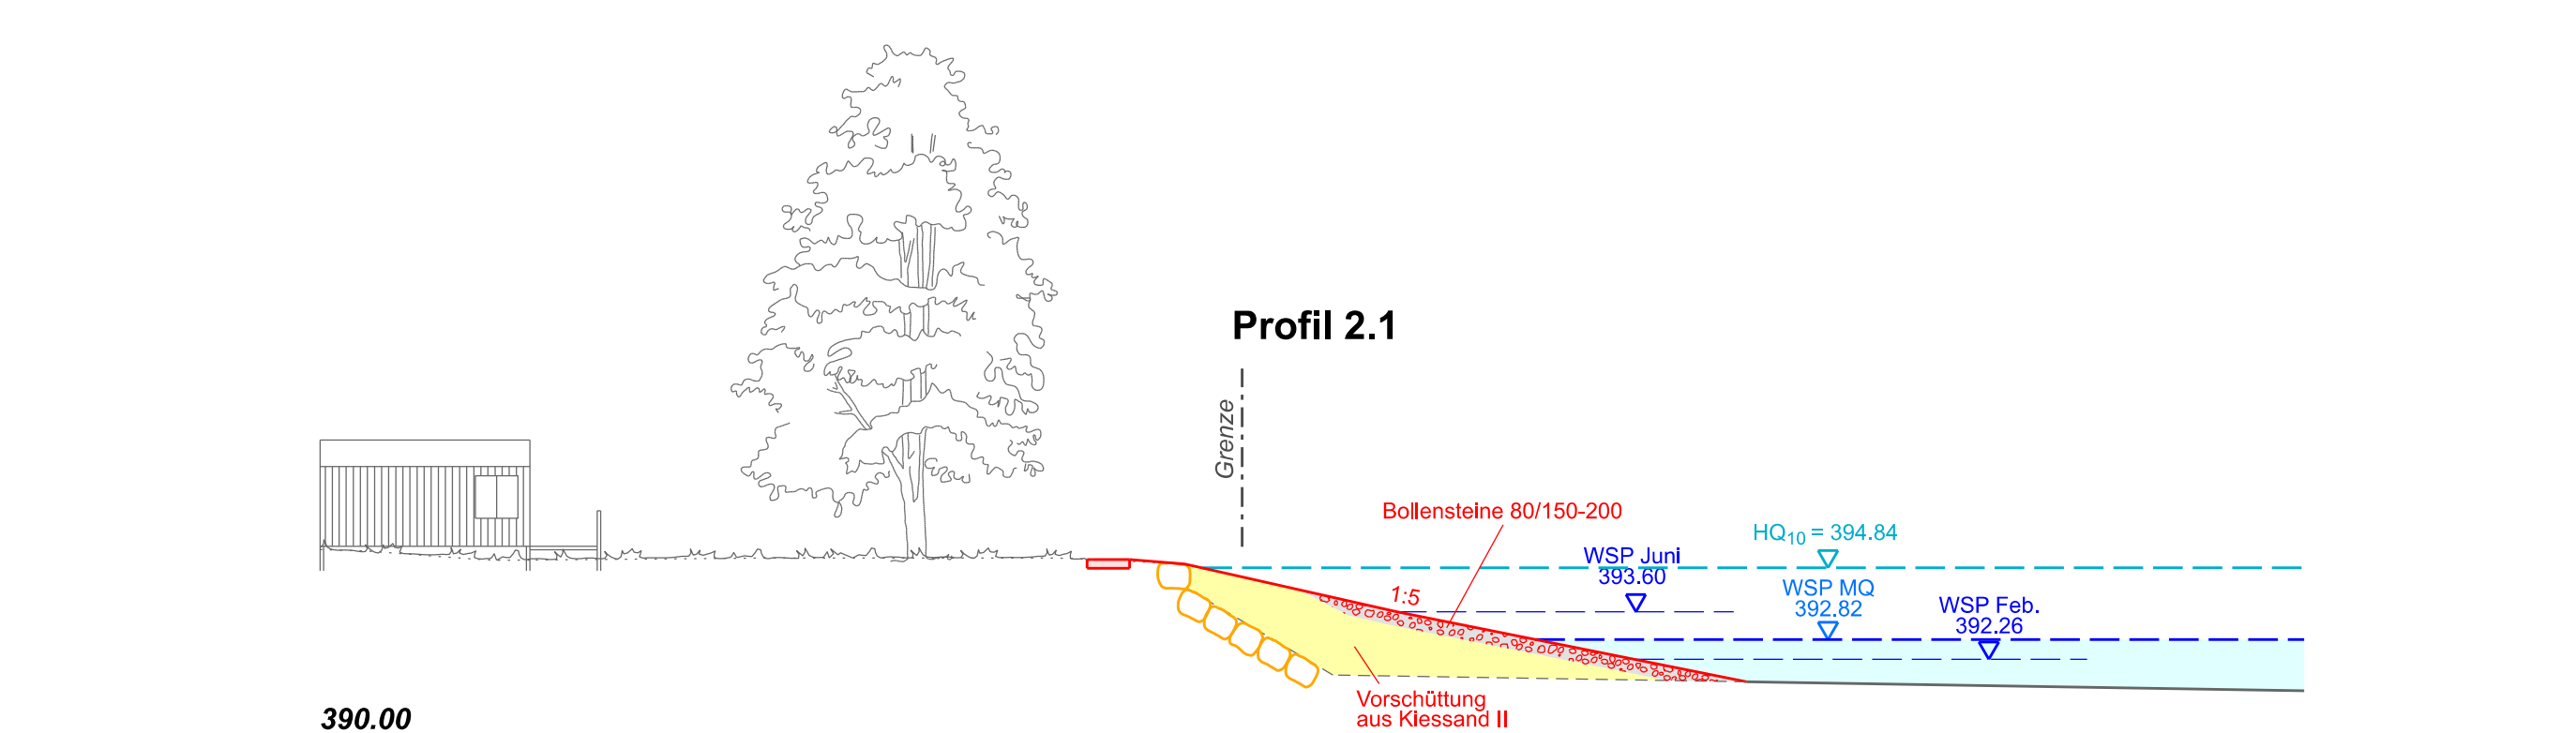 Profil 2.1
Grenze
Bollensteine 80/150-200
HQ10 = 394.84
WSP Juni
393.60
WSP MQ
392.82
WSP Feb.
392.26
1:5
Vorschüttung
aus Kiessand II
390.00